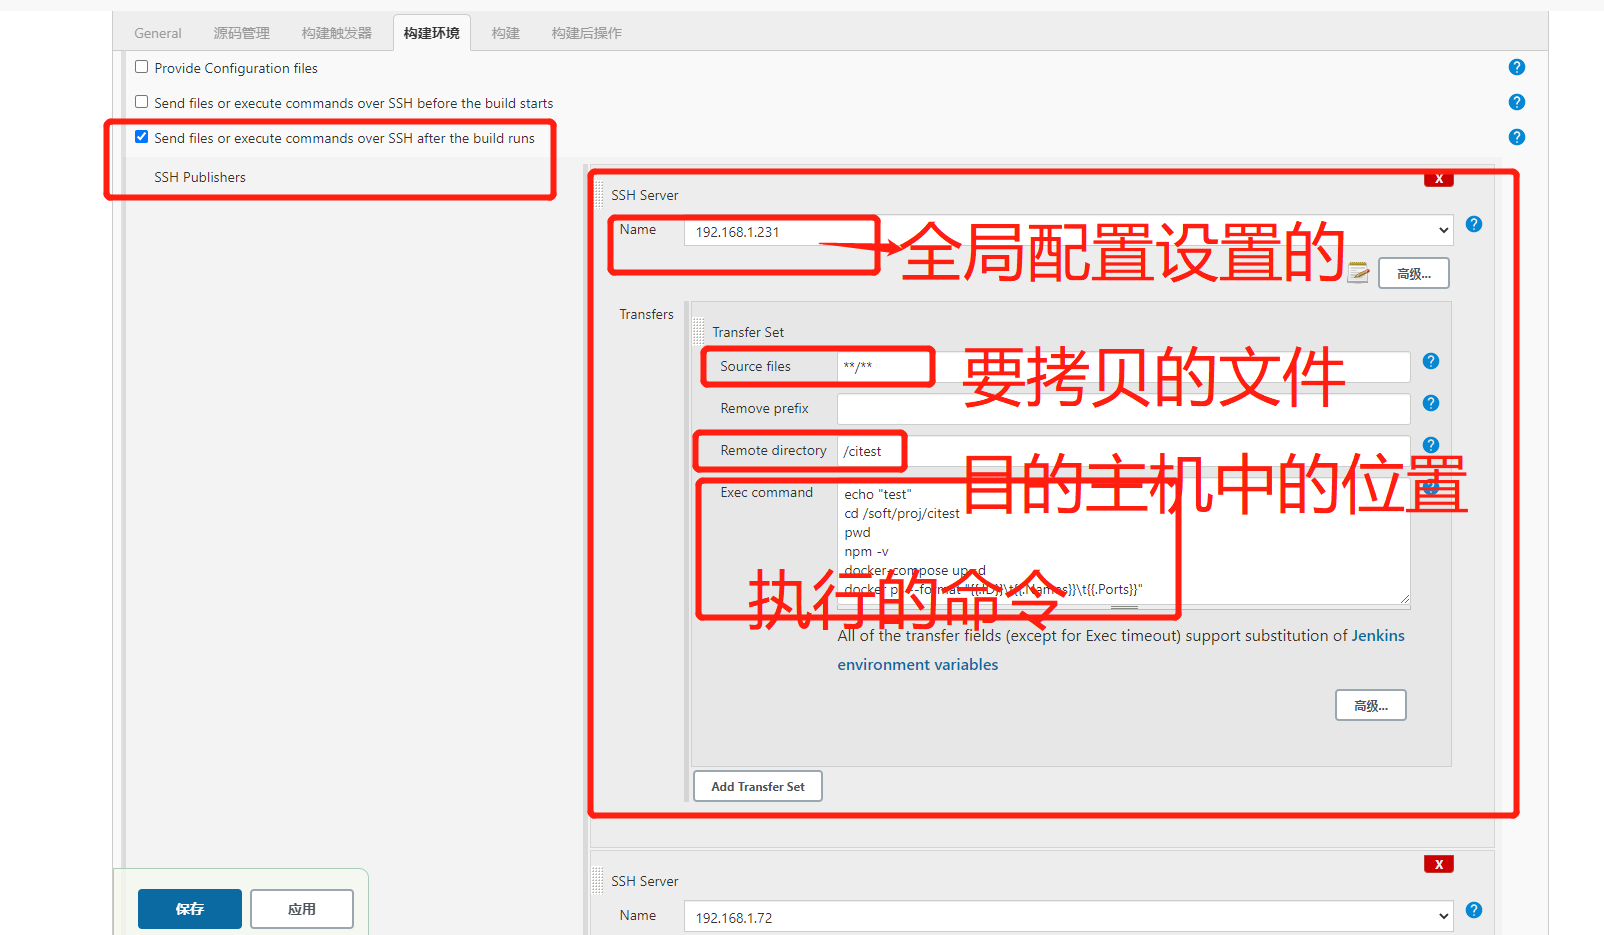 General 源码管理 构建触发器 构建环境 构建 构建后操作
Provide Configuration files
Send files or execute commands over SSH before the build starts
Send files or execute commands over SSH after the build runs
SSH Publishers
X
SSH Server
Name 192.168.1.231
全局配置设置的
高级...
Transfers
Transfer Set
Source files **/**
要拷贝的文件
Remove prefix
Remote directory /citest
目的主机中的位置
Exec command
echo "test"
cd /soft/proj/citest
pwd
npm -v
docker-compose up -d
docker ps --format "{{.ID}}\t{{.Names}}\t{{.Ports}}"
执行的命令
All of the transfer fields (except for Exec timeout) support substitution of Jenkins
environment variables
高级...
Add Transfer Set
X
SSH Server
Name 192.168.1.72
保存 应用